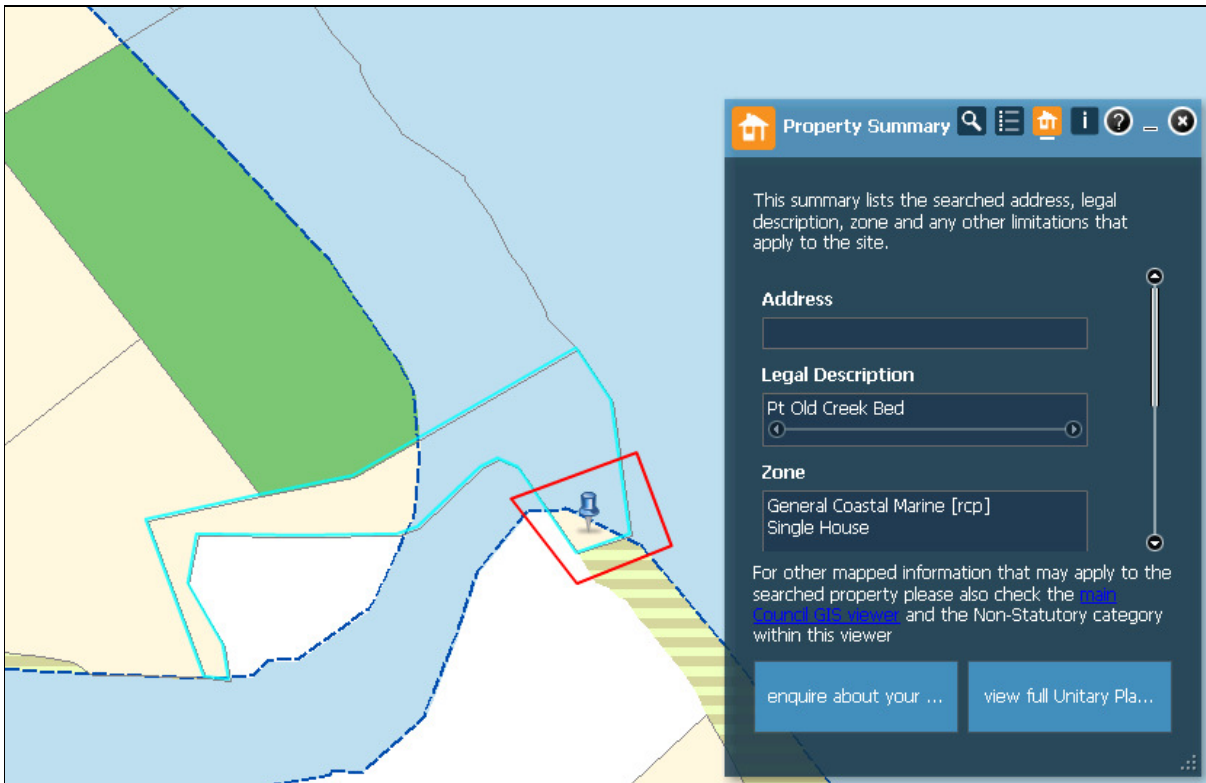 Property Summary
This summary lists the searched address, legal
description, zone and any other limitations that
apply to the site.
Address
Legal Description
Pt Old Creek Bed
Zone
General Coastal Marine [rcp]
Single House
For other mapped information that may apply to the
searched property please also check the main
Council GIS viewer and the Non-Statutory category
within this viewer
enquire about your ...
view full Unitary Pla...